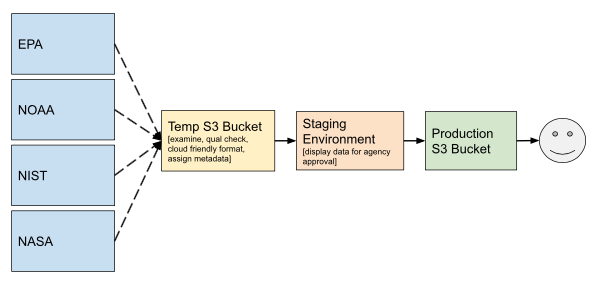 EPA
NOAA
NIST
NASA
Temp S3 Bucket
[examine, qual check,
cloud friendly format,
assign metadata]
Staging
Environment
[display data for agency
approval]
Production
S3 Bucket